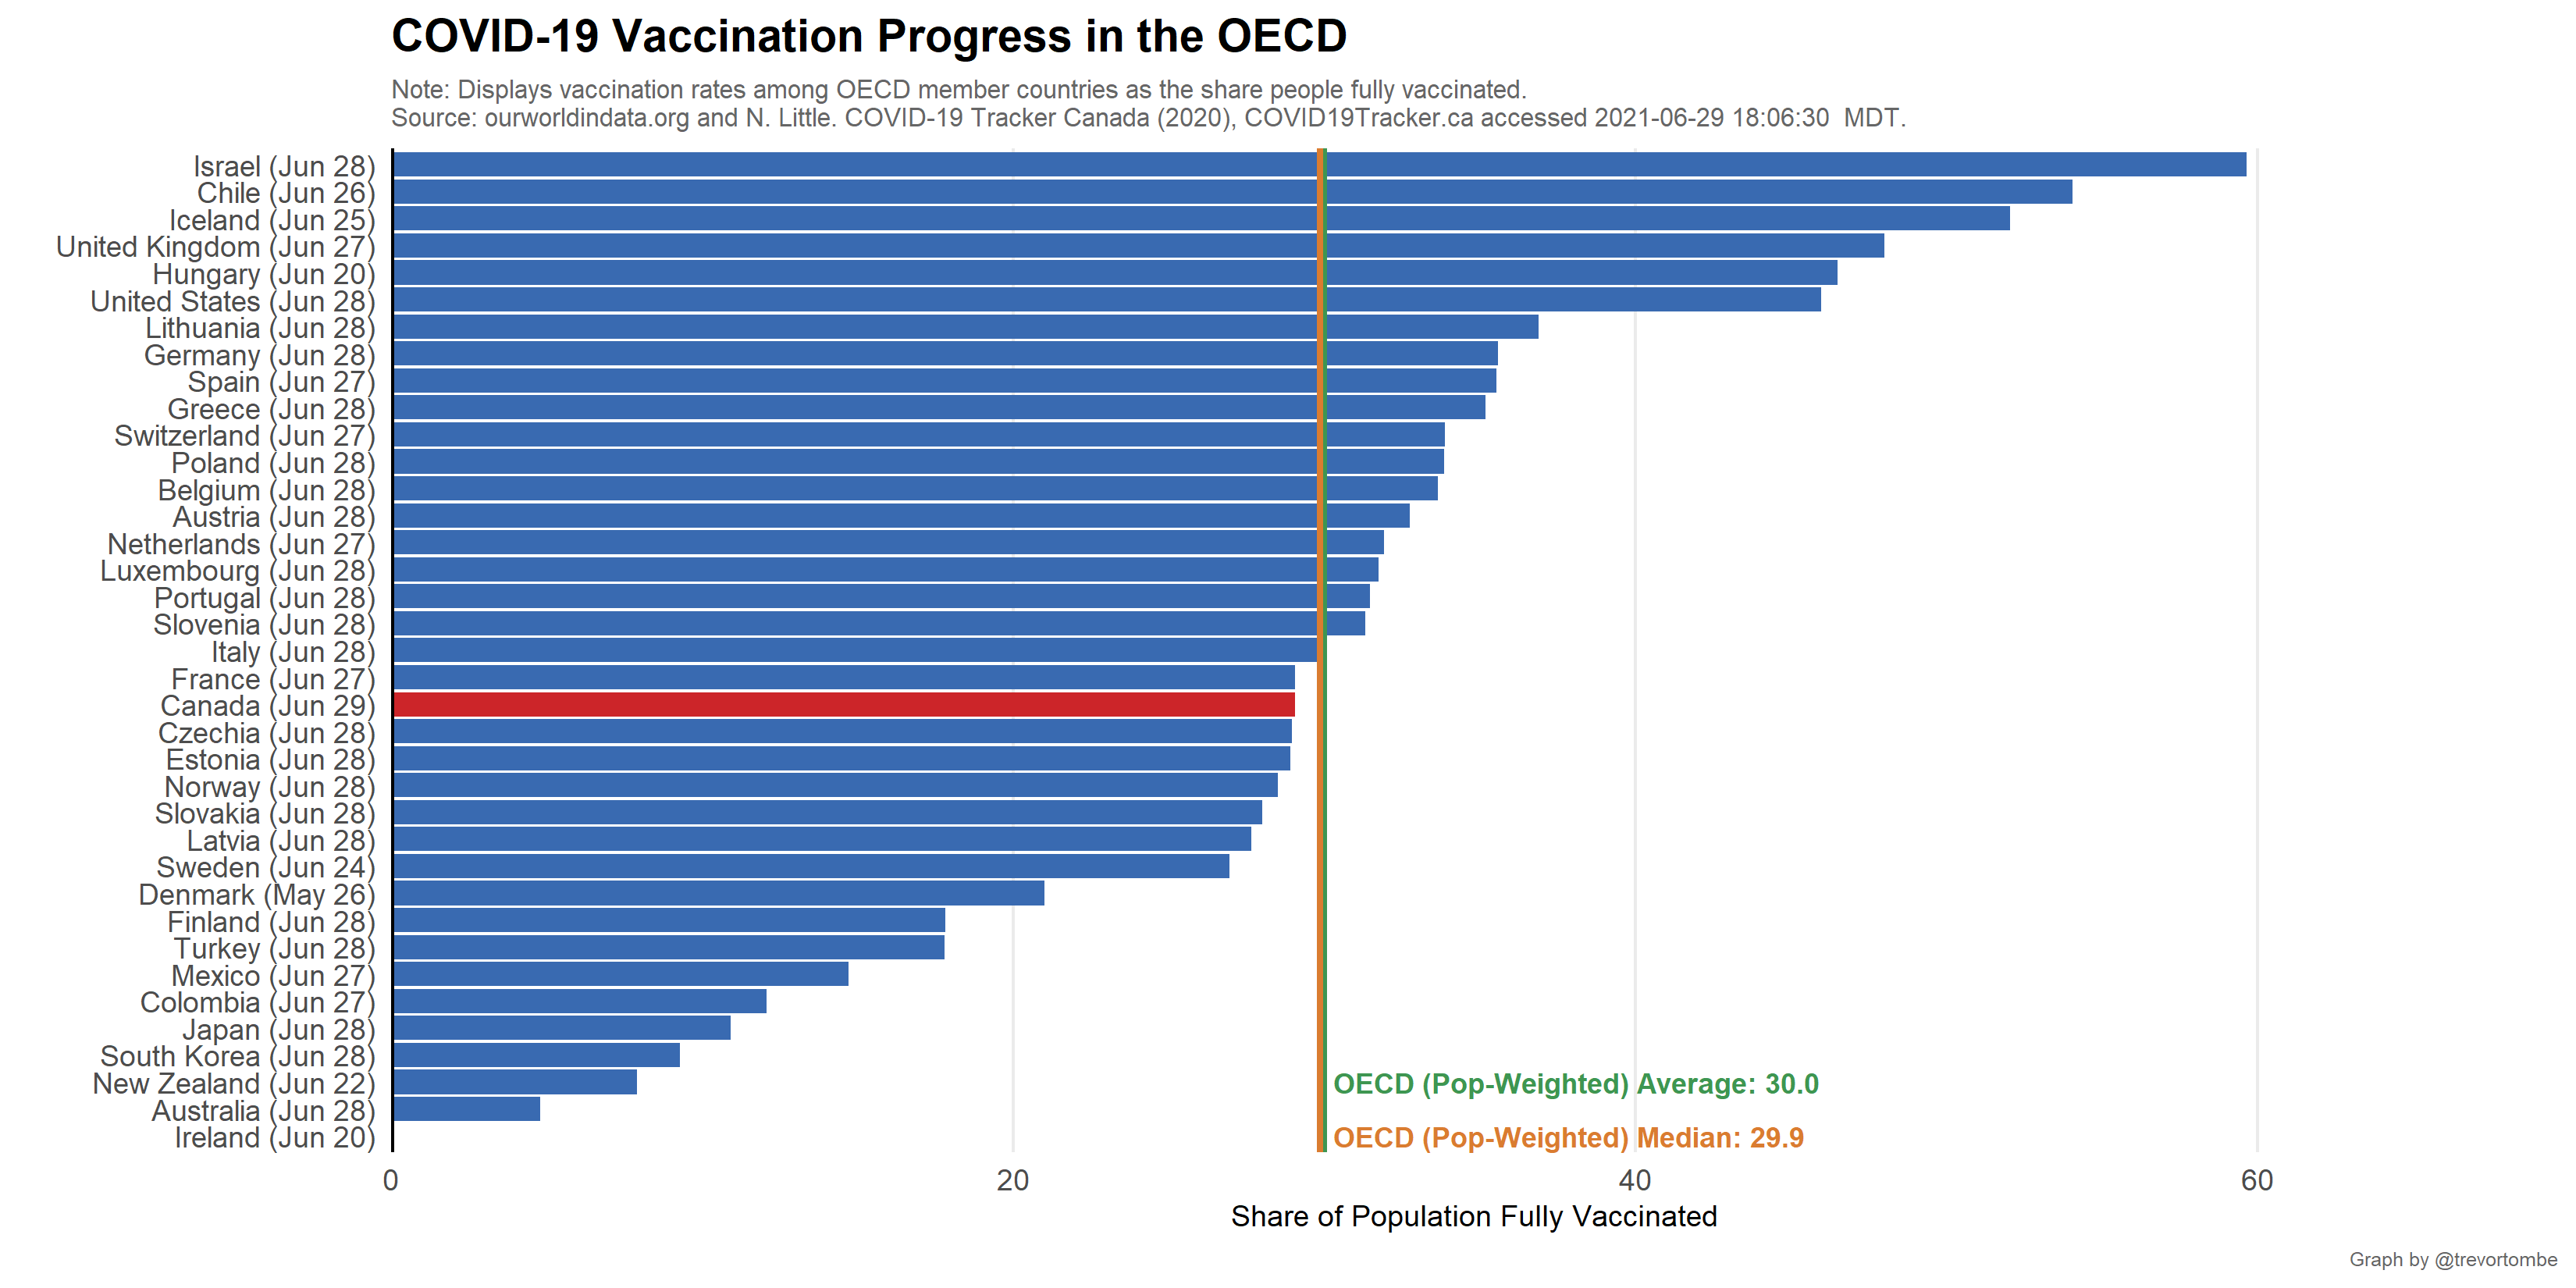 COVID-19 Vaccination Progress in the OECD
Note: Displays vaccination rates among OECD member countries as the share people fully vaccinated.
Source: ourworldindata.org and N. Little. COVID-19 Tracker Canada (2020), COVID19Tracker.ca accessed 2021-06-29 18:06:30  MDT.
Israel (Jun 28)
Chile (Jun 26)
Iceland (Jun 25)
United Kingdom (Jun 27)
Hungary (Jun 20)
United States (Jun 28)
Lithuania (Jun 28)
Germany (Jun 28)
Spain (Jun 27)
Greece (Jun 28)
Switzerland (Jun 27)
Poland (Jun 28)
Belgium (Jun 28)
Austria (Jun 28)
Netherlands (Jun 27)
Luxembourg (Jun 28)
Portugal (Jun 28)
Slovenia (Jun 28)
Italy (Jun 28)
France (Jun 27)
Canada (Jun 29)
Czechia (Jun 28)
Estonia (Jun 28)
Norway (Jun 28)
Slovakia (Jun 28)
Latvia (Jun 28)
Sweden (Jun 24)
Denmark (May 26)
Finland (Jun 28)
Turkey (Jun 28)
Mexico (Jun 27)
Colombia (Jun 27)
Japan (Jun 28)
South Korea (Jun 28)
New Zealand (Jun 22)
Australia (Jun 28)
Ireland (Jun 20)
OECD (Pop-Weighted) Average: 30.0
OECD (Pop-Weighted) Median: 29.9
0 20 40 60
Share of Population Fully Vaccinated
Graph by @trevortombe